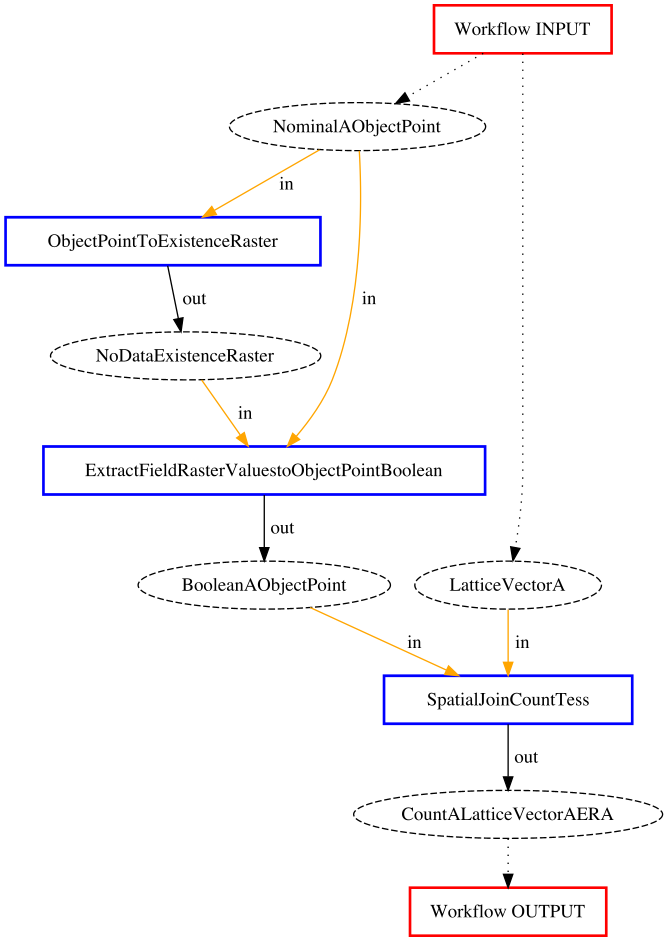 Workflow INPUT
NominalAObjectPoint
in
ObjectPointToExistenceRaster
out
in
NoDataExistenceRaster
in
ExtractFieldRasterValuestoObjectPointBoolean
out
BooleanAObjectPoint
LatticeVectorA
in
in
SpatialJoinCountTess
out
CountALatticeVectorAERA
Workflow OUTPUT